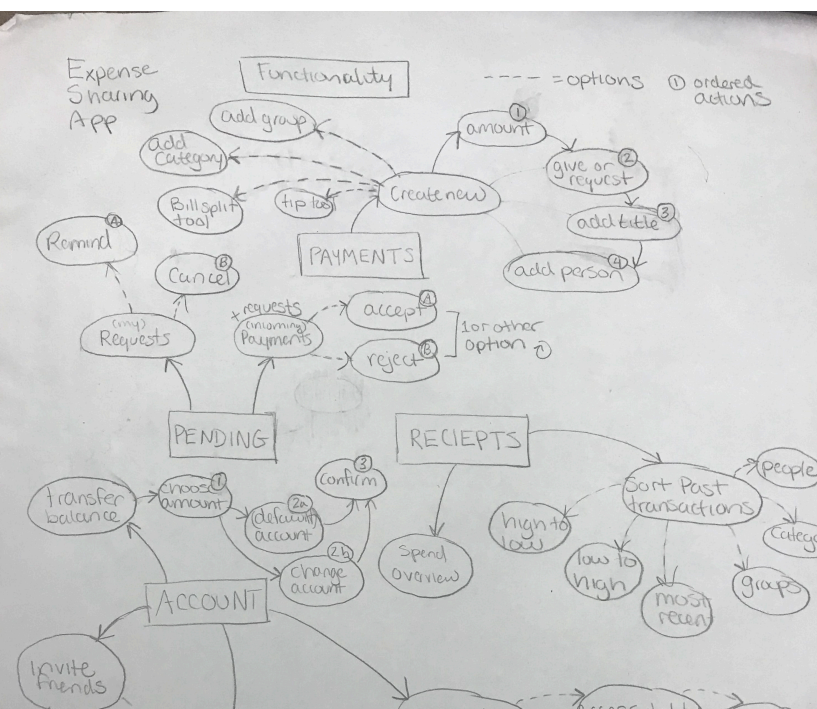 Expense
Sharing
App
Functionality
---- = options
① ordered
actions
add group
add
category
Bill split
tool
tip tool
Create new
① amount
② give or
request
③ add title
④ add person
PAYMENTS
Ⓐ Remind
Ⓑ Cancel
(my)
Requests
+ requests
(incoming)
Payments
Ⓐ accept
Ⓑ reject
1 or other
option
PENDING
RECIEPTS
transfer
balance
① choose
amount
2a default
account
2b change
account
③ confirm
Spend
overview
Sort Past
transactions
high to
low
low to
high
most
recent
groups
people
Catego
ACCOUNT
Invite
friends